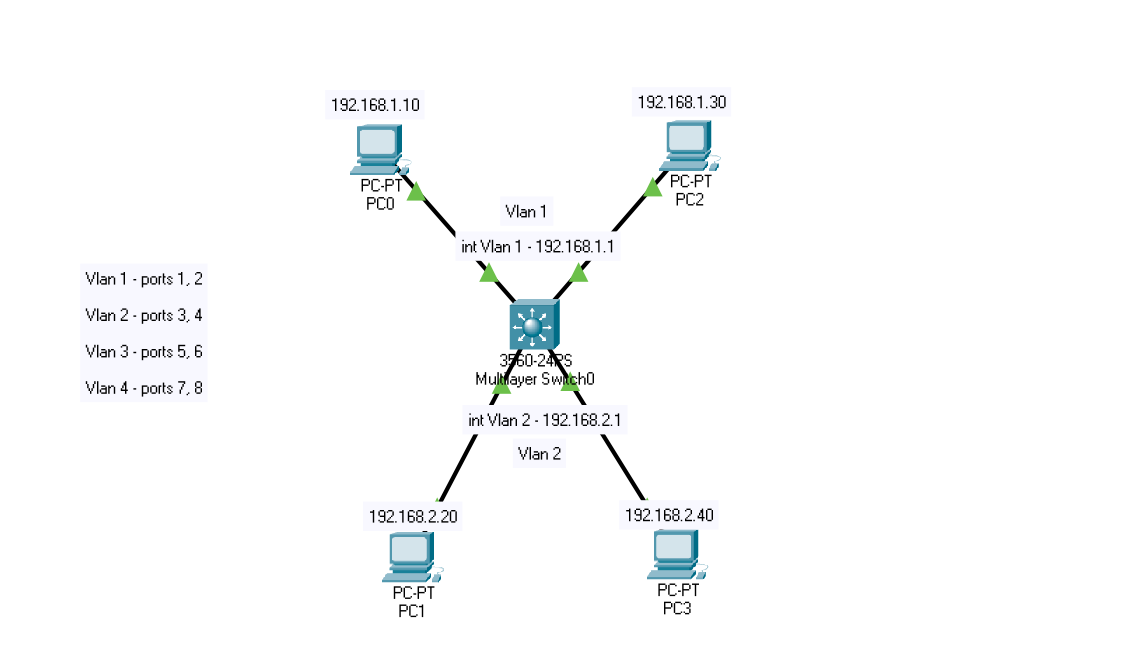 192.168.1.10
192.168.1.30
PC-PT
PC0
PC-PT
PC2
Vlan 1
int Vlan 1 - 192.168.1.1
Vlan 1 - ports 1, 2
Vlan 2 - ports 3, 4
Vlan 3 - ports 5, 6
Vlan 4 - ports 7, 8
3560-24PS
Multilayer Switch0
int Vlan 2 - 192.168.2.1
Vlan 2
192.168.2.20
192.168.2.40
PC-PT
PC1
PC-PT
PC3